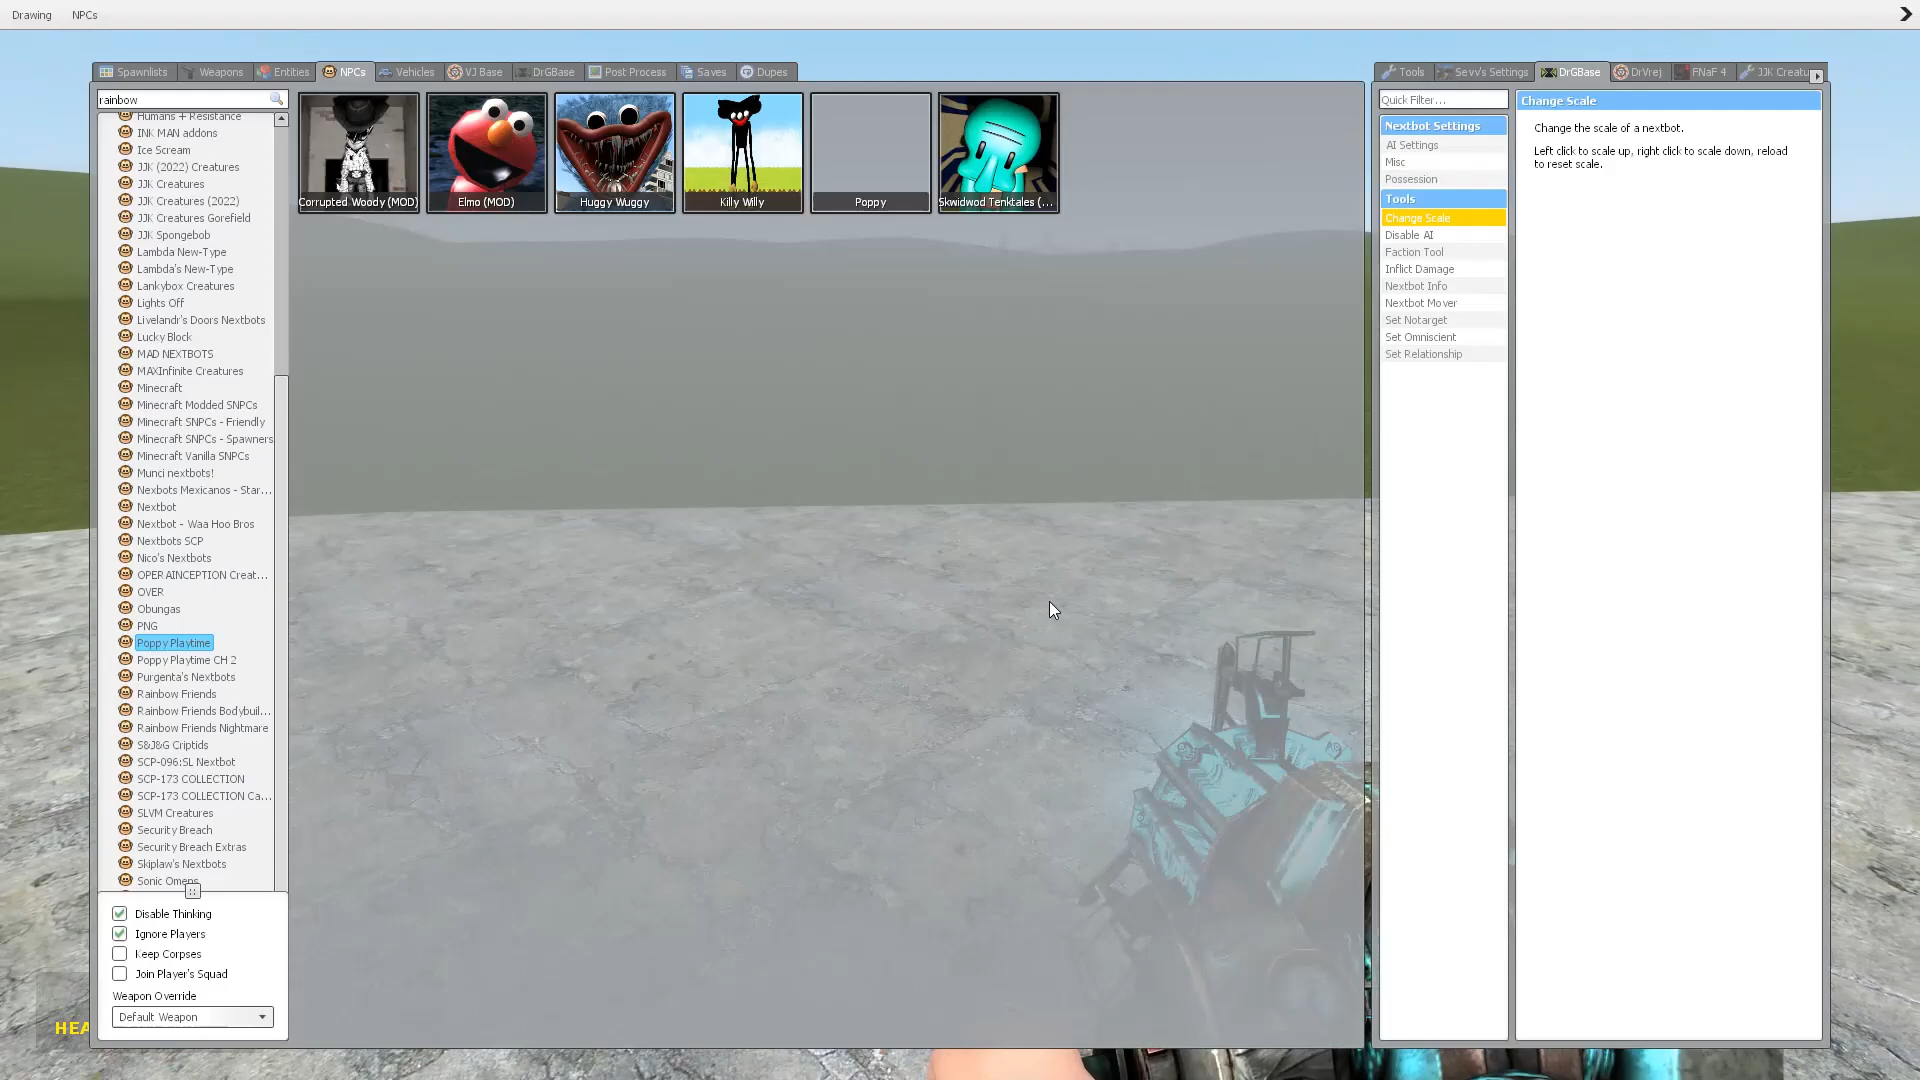 Drawing NPCs
Spawnlists Weapons Entities NPCs Vehicles VJ Base DrGBase Post Process Saves Dupes
rainbow
Humans + Resistance
INK MAN addons
Ice Scream
JJK (2022) Creatures
JJK Creatures
JJK Creatures (2022)
JJK Creatures Gorefield
JJK Spongebob
Lambda New-Type
Lambda's New-Type
Lankybox Creatures
Lights Off
Livelandr's Doors Nextbots
Lucky Block
MAD NEXTBOTS
MAXInfinite Creatures
Minecraft
Minecraft Modded SNPCs
Minecraft SNPCs - Friendly
Minecraft SNPCs - Spawners
Minecraft Vanilla SNPCs
Munci nextbots!
Nexbots Mexicanos - Star...
Nextbot
Nextbot - Waa Hoo Bros
Nextbots SCP
Nico's Nextbots
OPERAINCEPTION Creat...
OVER
Obungas
PNG
Poppy Playtime
Poppy Playtime CH 2
Purgenta's Nextbots
Rainbow Friends
Rainbow Friends Bodybuil...
Rainbow Friends Nightmare
S&J&G Criptids
SCP-096:SL Nextbot
SCP-173 COLLECTION
SCP-173 COLLECTION Ca...
SLVM Creatures
Security Breach
Security Breach Extras
Skiplaw's Nextbots
Sonic Omens
Disable Thinking
Ignore Players
Keep Corpses
Join Player's Squad
Weapon Override
Default Weapon
HEA
Corrupted Woody (MOD) Elmo (MOD) Huggy Wuggy Killy Willy Poppy Skwidwod Tenktales (...
Tools Sevv's Settings DrGBase DrVrej FNaF 4 JJK Creatu
Quick Filter...
Nextbot Settings
AI Settings
Misc
Possession
Tools
Change Scale
Disable AI
Faction Tool
Inflict Damage
Nextbot Info
Nextbot Mover
Set Notarget
Set Omniscient
Set Relationship
Change Scale
Change the scale of a nextbot.
Left click to scale up, right click to scale down, reload
to reset scale.